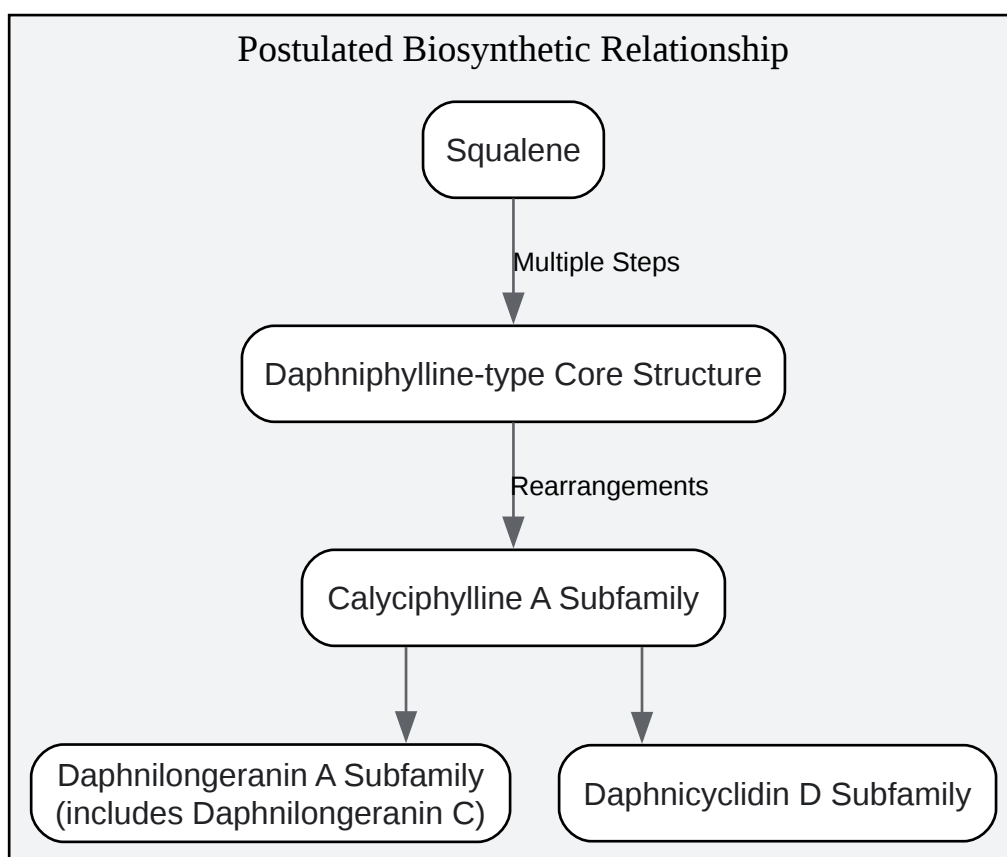 Postulated Biosynthetic Relationship
Squalene
Multiple Steps
Daphniphylline-type Core Structure
Rearrangements
Calyciphylline A Subfamily
Daphnilongeranin A Subfamily
(includes Daphnilongeranin C)
Daphnicyclidin D Subfamily